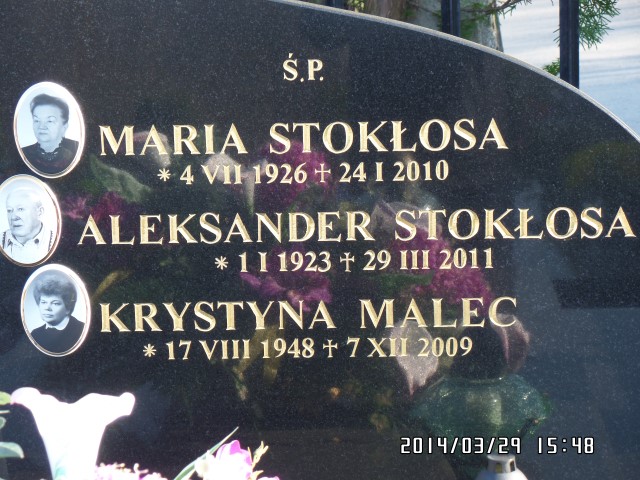 Ś.P.
MARIA STOKŁOSA
* 4 VII 1926 ✝ 24 I 2010
ALEKSANDER STOKŁOSA
* 1 I 1923 ✝ 29 III 2011
KRYSTYNA MALEC
* 17 VIII 1948 ✝ 7 XII 2009
2014/03/29 15:48